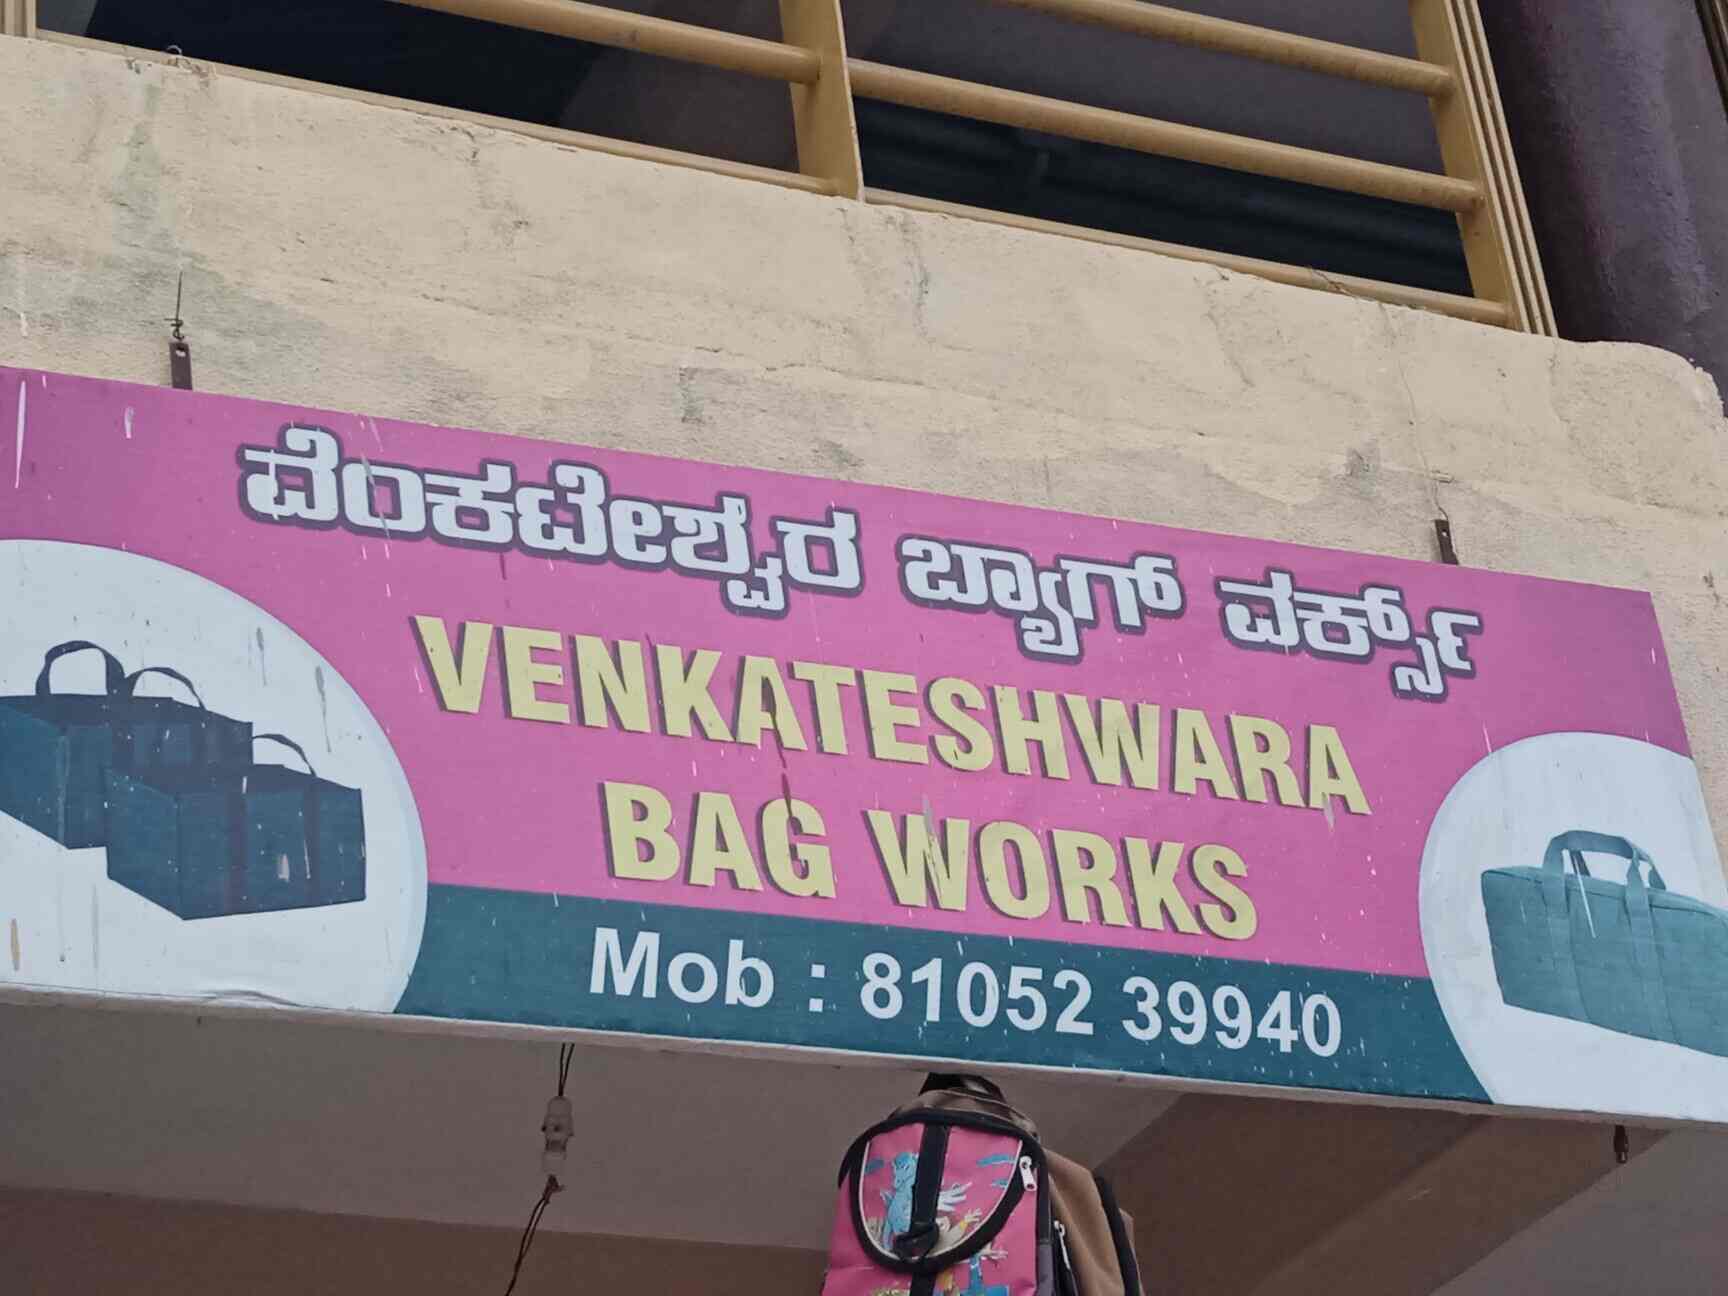 ವೆಂಕಟೇಶ್ವರ ಬ್ಯಾಗ್ ವರ್ಕ್ಸ್
VENKATESHWARA
BAG WORKS
Mob : 81052 39940